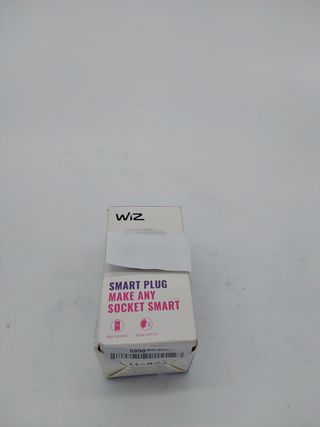 WiZ
SMART PLUG
MAKE ANY
SOCKET SMART